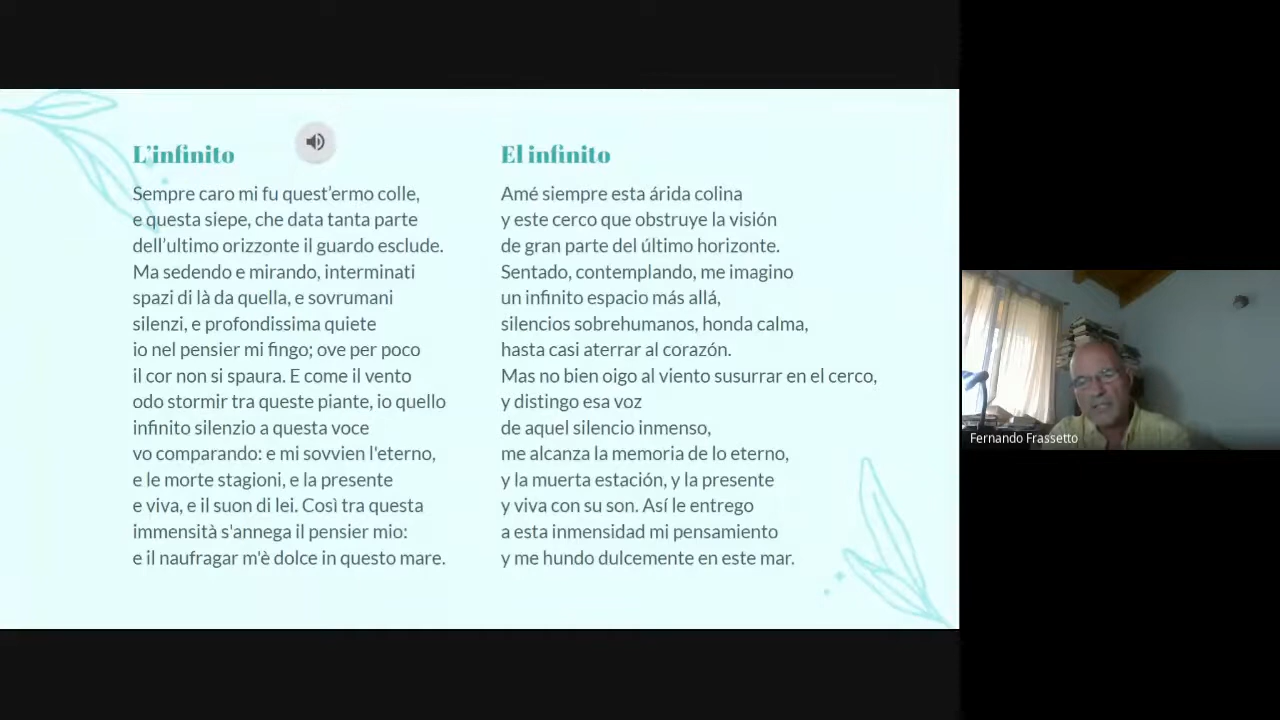 L'infinito
Sempre caro mi fu quest'ermo colle,
e questa siepe, che data tanta parte
dell'ultimo orizzonte il guardo esclude.
Ma sedendo e mirando, interminati
spazi di là da quella, e sovrumani
silenzi, e profondissima quiete
io nel pensier mi fingo; ove per poco
il cor non si spaura. E come il vento
odo stormir tra queste piante, io quello
infinito silenzio a questa voce
vo comparando: e mi sovvien l'eterno,
e le morte stagioni, e la presente
e viva, e il suon di lei. Così tra questa
immensità s'annega il pensier mio:
e il naufragar m'è dolce in questo mare.
El infinito
Amé siempre esta árida colina
y este cerco que obstruye la visión
de gran parte del último horizonte.
Sentado, contemplando, me imagino
un infinito espacio más allá,
silencios sobrehumanos, honda calma,
hasta casi aterrar al corazón.
Mas no bien oigo al viento susurrar en el cerco,
y distingo esa voz
de aquel silencio inmenso,
me alcanza la memoria de lo eterno,
y la muerta estación, y la presente
y viva con su son. Así le entrego
a esta inmensidad mi pensamiento
y me hundo dulcemente en este mar.
Fernando Frassetto